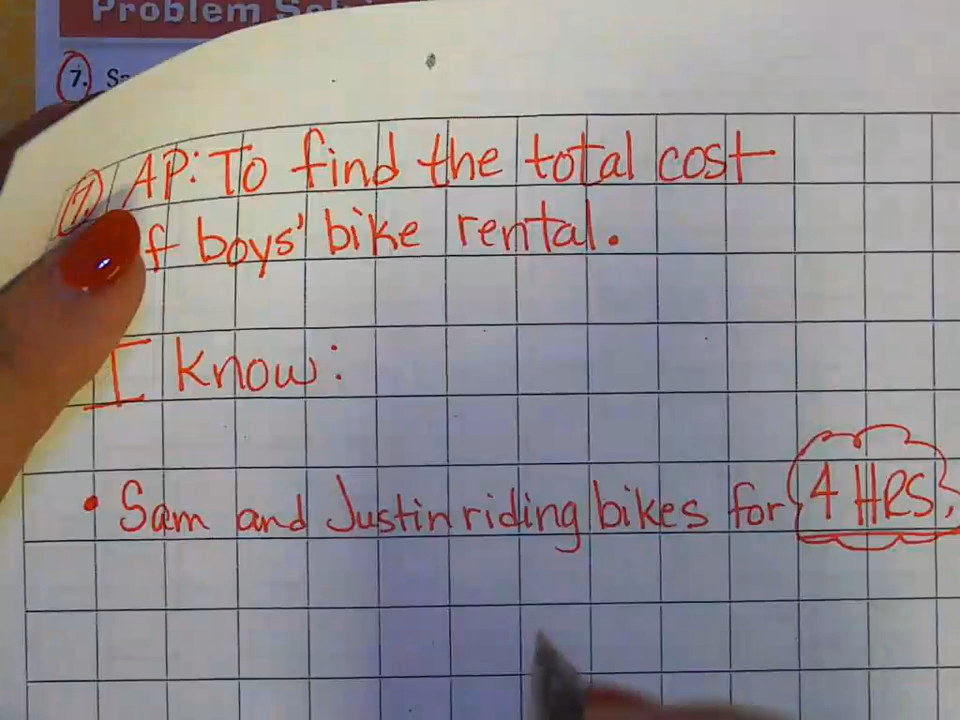 Problem
7.
7 AP: To find the total cost
f boys' bike rental.
I know:
• Sam and Justin riding bikes for 4 HRS,